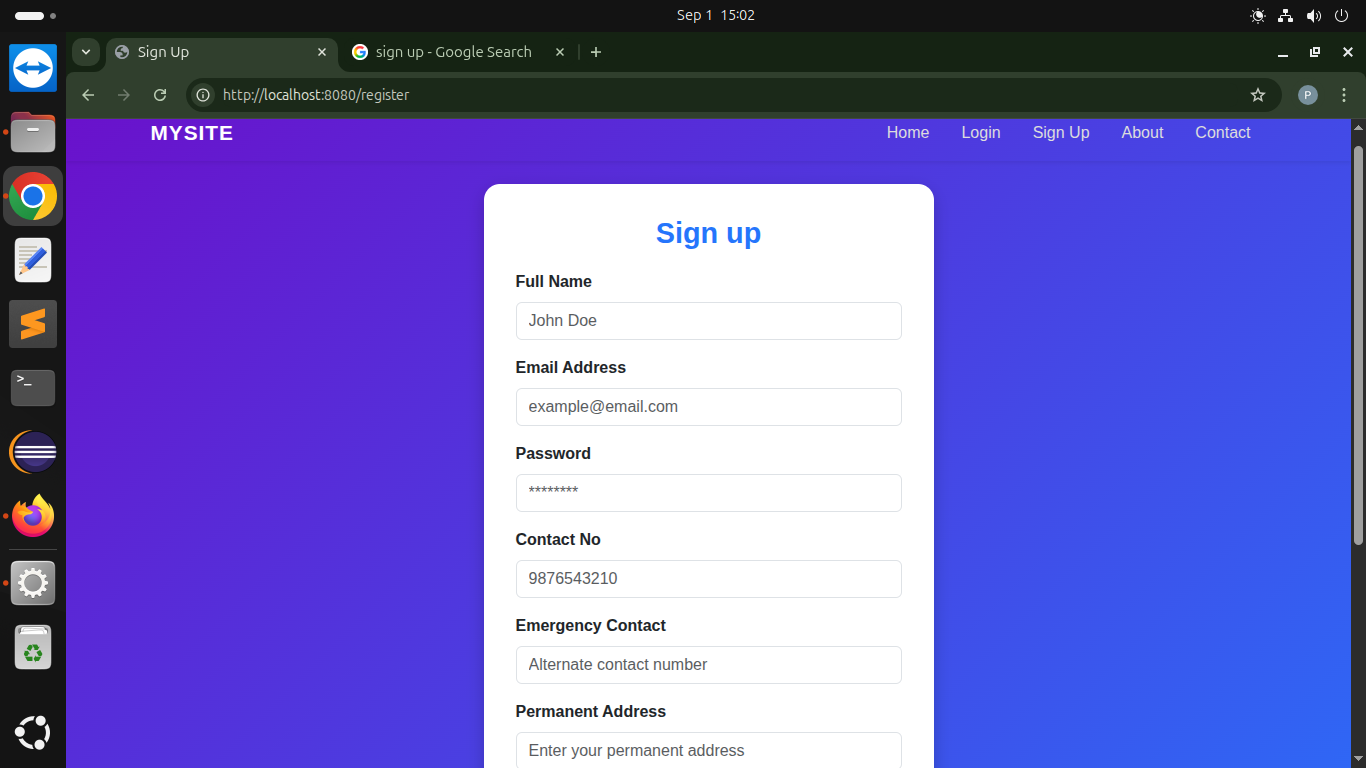 Sep 1 15:02
Sign Up
sign up - Google Search
http://localhost:8080/register
P
MYSITE
Home Login Sign Up About Contact
Sign up
Full Name
John Doe
Email Address
example@email.com
Password
********
Contact No
9876543210
Emergency Contact
Alternate contact number
Permanent Address
Enter your permanent address